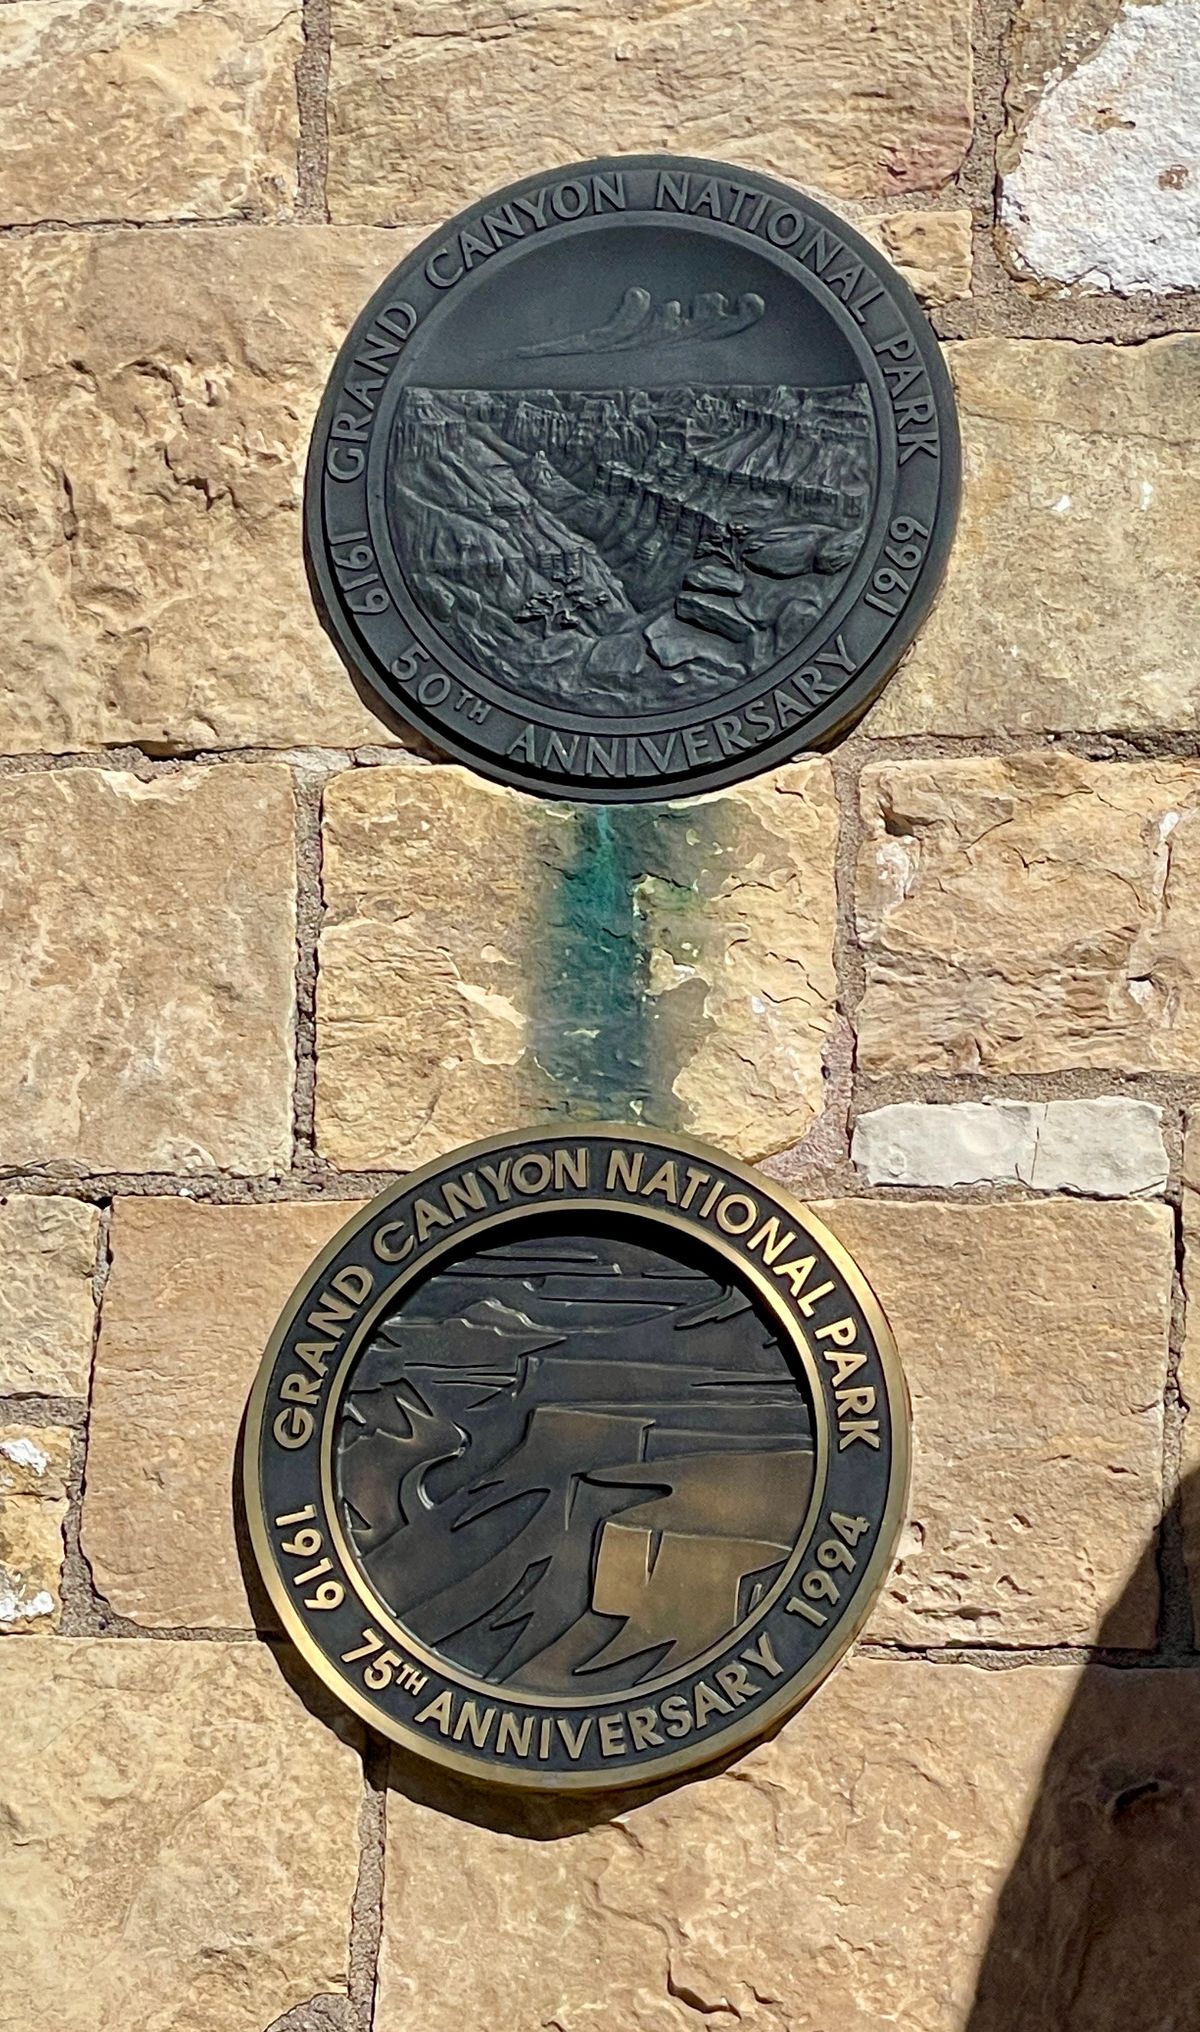 GRAND CANYON NATIONAL PARK
1919 50TH ANNIVERSARY 1969
GRAND CANYON NATIONAL PARK
1919 75TH ANNIVERSARY 1994